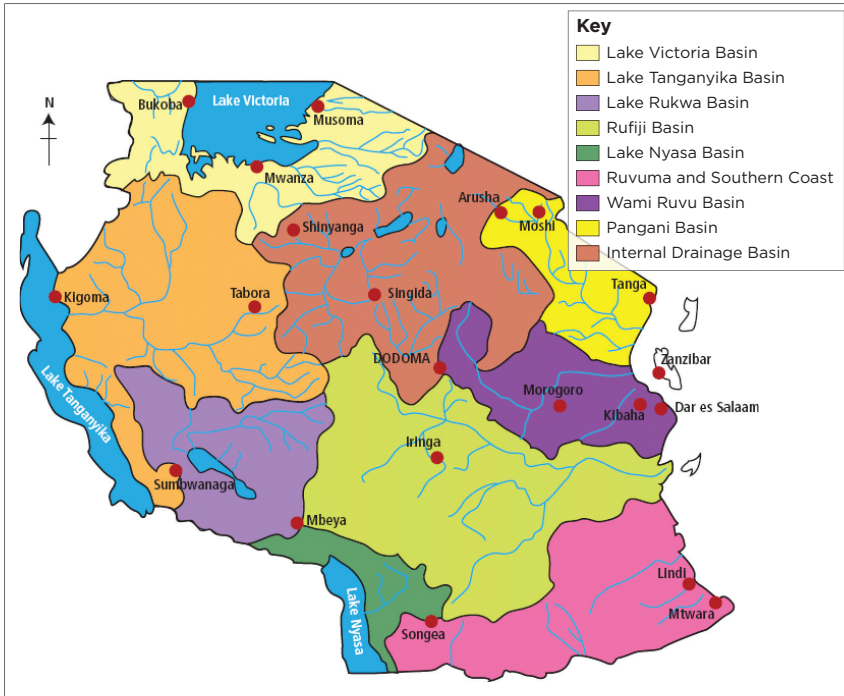 Key
Lake Victoria Basin
Lake Tanganyika Basin
Lake Rukwa Basin
Rufiji Basin
Lake Nyasa Basin
Ruvuma and Southern Coast
Wami Ruvu Basin
Pangani Basin
Internal Drainage Basin
N
Bukoba
Lake Victoria
Musoma
Mwanza
Arusha
Moshi
Shinyanga
Kigoma
Tabora
Singida
Tanga
DODOMA
Zanzibar
Lake Tanganyika
Morogoro
Kibaha
Dar es Salaam
Iringa
Sumbwanaga
Mbeya
Lake Nyasa
Songea
Lindi
Mtwara